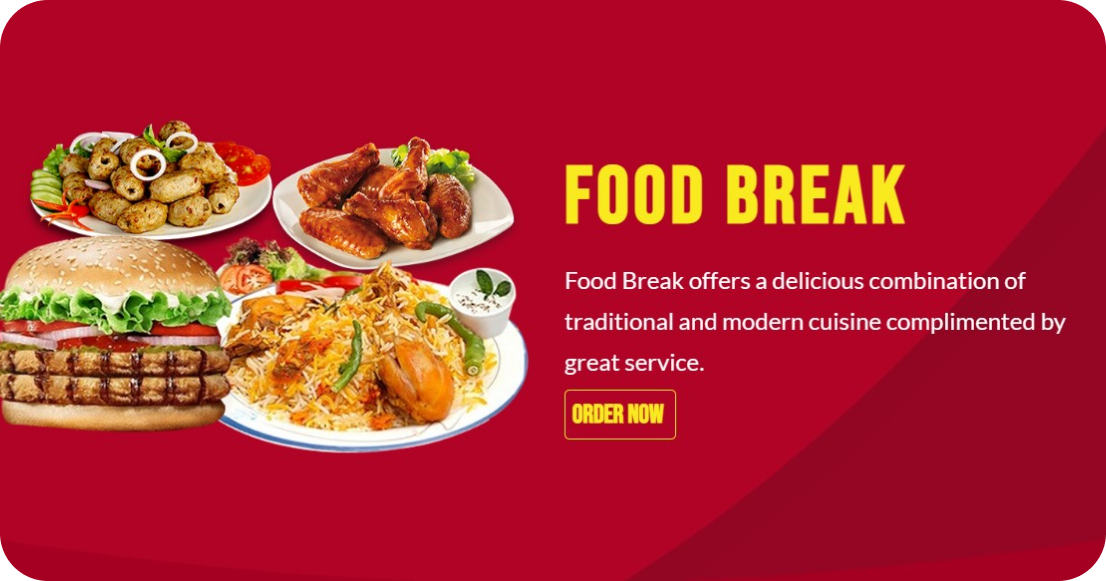 FOOD BREAK
Food Break offers a delicious combination of
traditional and modern cuisine complimented by
great service.
ORDER NOW